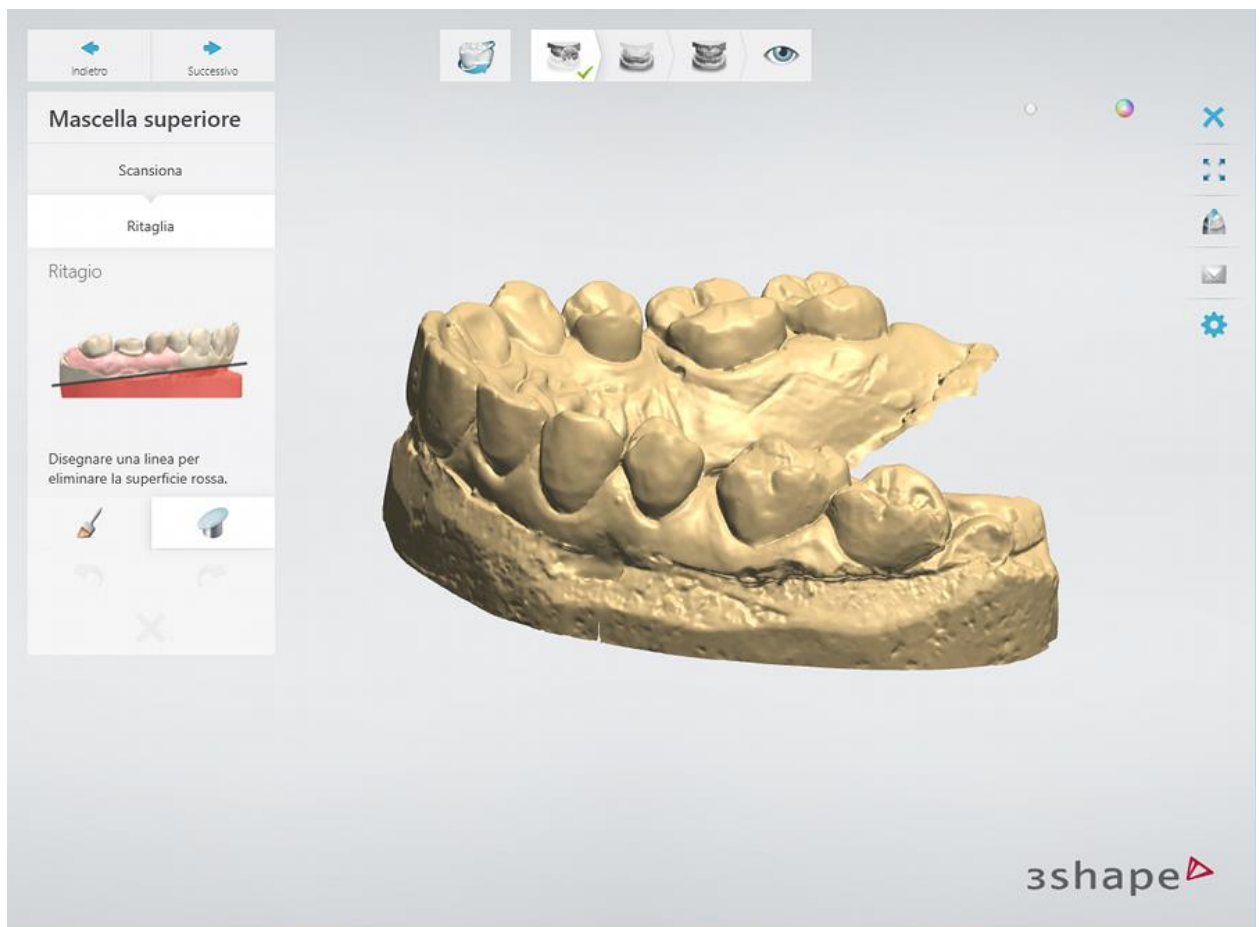 Indietro
Successivo
Mascella superiore
Scansiona
Ritaglia
Ritagio
Disegnare una linea per
eliminare la superficie rossa.
3shape